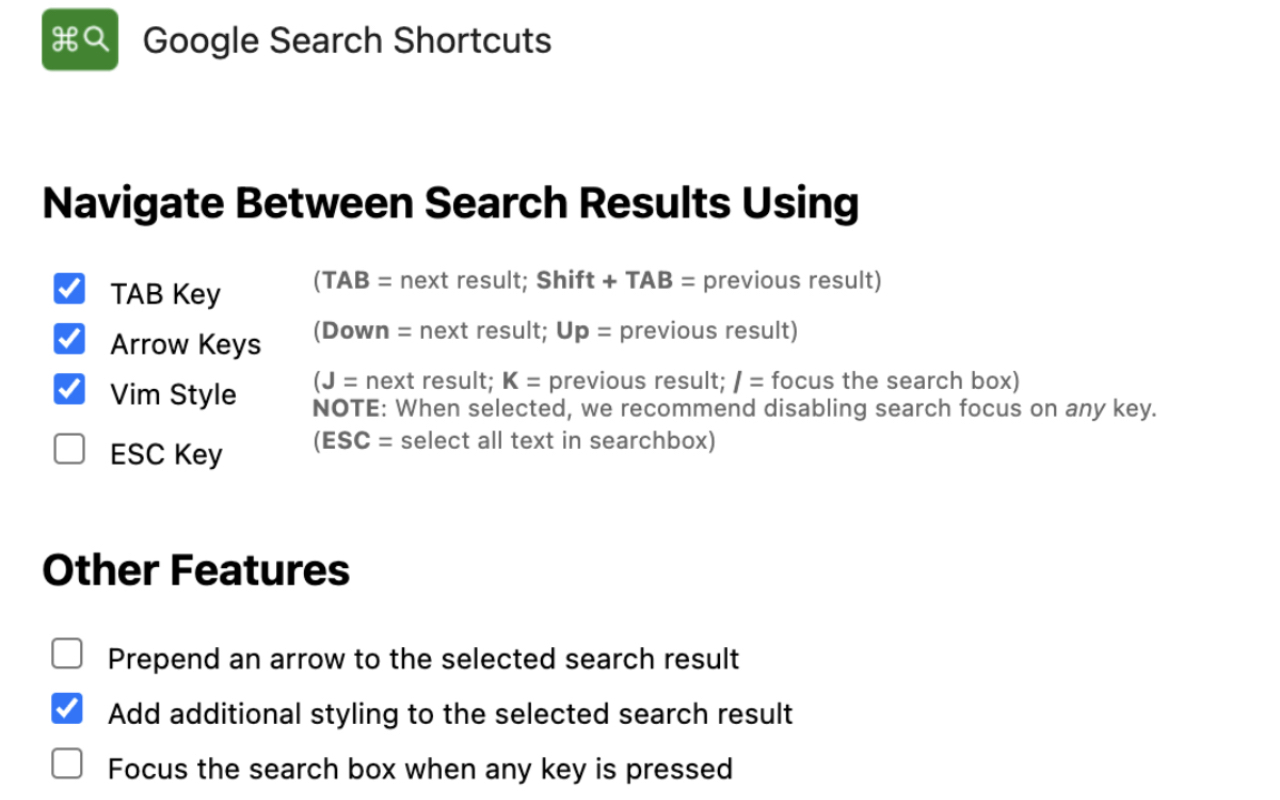 ⌘ Google Search Shortcuts
Navigate Between Search Results Using
TAB Key (TAB = next result; Shift + TAB = previous result)
Arrow Keys (Down = next result; Up = previous result)
Vim Style (J = next result; K = previous result; / = focus the search box)
NOTE: When selected, we recommend disabling search focus on any key.
ESC Key (ESC = select all text in searchbox)
Other Features
Prepend an arrow to the selected search result
Add additional styling to the selected search result
Focus the search box when any key is pressed